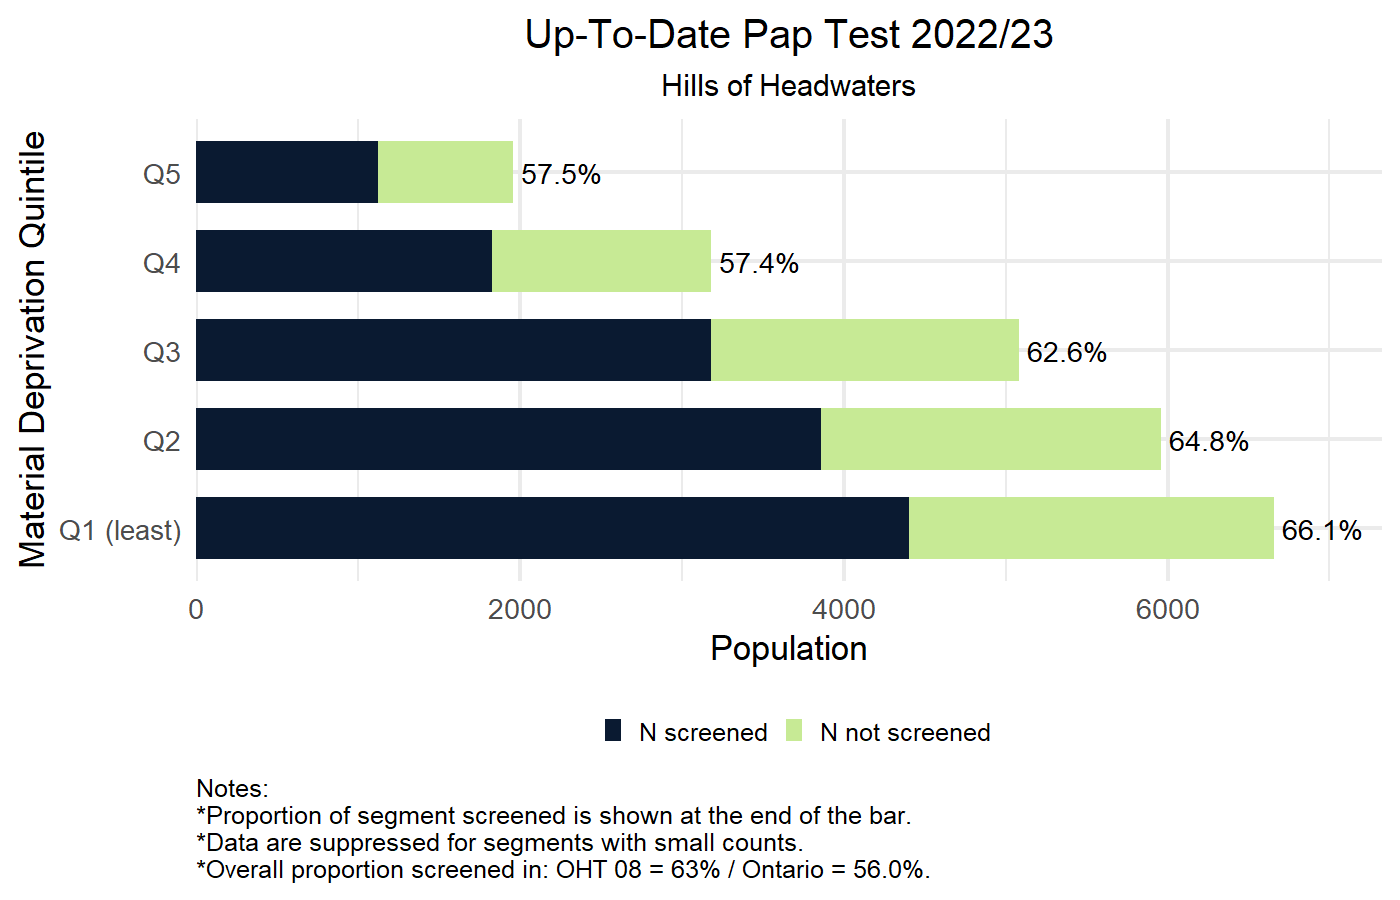 Up-To-Date Pap Test 2022/23
Hills of Headwaters
Material Deprivation Quintile
Q5
57.5%
Q4
57.4%
Q3
62.6%
Q2
64.8%
Q1 (least)
66.1%
0 2000 4000 6000
Population
N screened N not screened
Notes:
*Proportion of segment screened is shown at the end of the bar.
*Data are suppressed for segments with small counts.
*Overall proportion screened in: OHT 08 = 63% / Ontario = 56.0%.